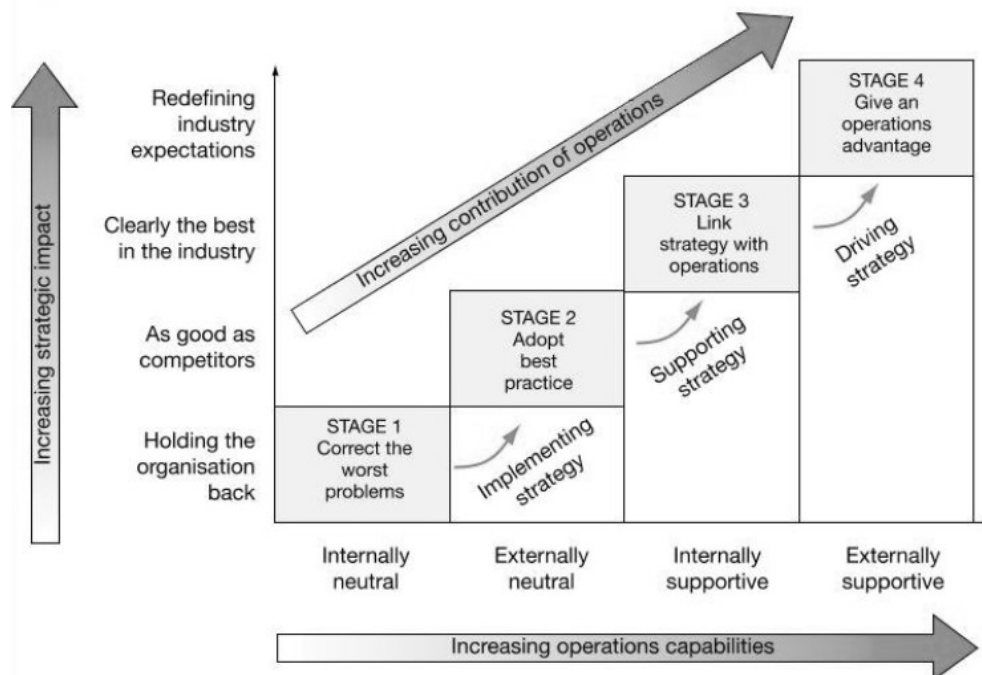 Increasing strategic impact
Redefining
industry
expectations
Clearly the best
in the industry
As good as
competitors
Holding the
organisation
back
Increasing contribution of operations
STAGE 1
Correct the
worst
problems
Implementing
strategy
STAGE 2
Adopt
best
practice
Supporting
strategy
STAGE 3
Link
strategy with
operations
Driving
strategy
STAGE 4
Give an
operations
advantage
Internally
neutral
Externally
neutral
Internally
supportive
Externally
supportive
Increasing operations capabilities